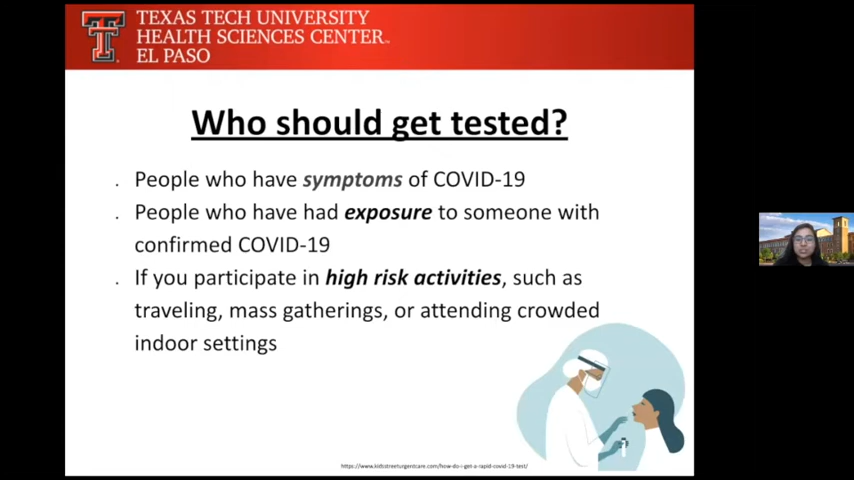 TEXAS TECH UNIVERSITY
HEALTH SCIENCES CENTER™
EL PASO
Who should get tested?
. People who have symptoms of COVID-19
. People who have had exposure to someone with
confirmed COVID-19
. If you participate in high risk activities, such as
traveling, mass gatherings, or attending crowded
indoor settings
https://www.kidsstreeturgentcare.com/how-do-i-get-a-rapid-covid-19-test/